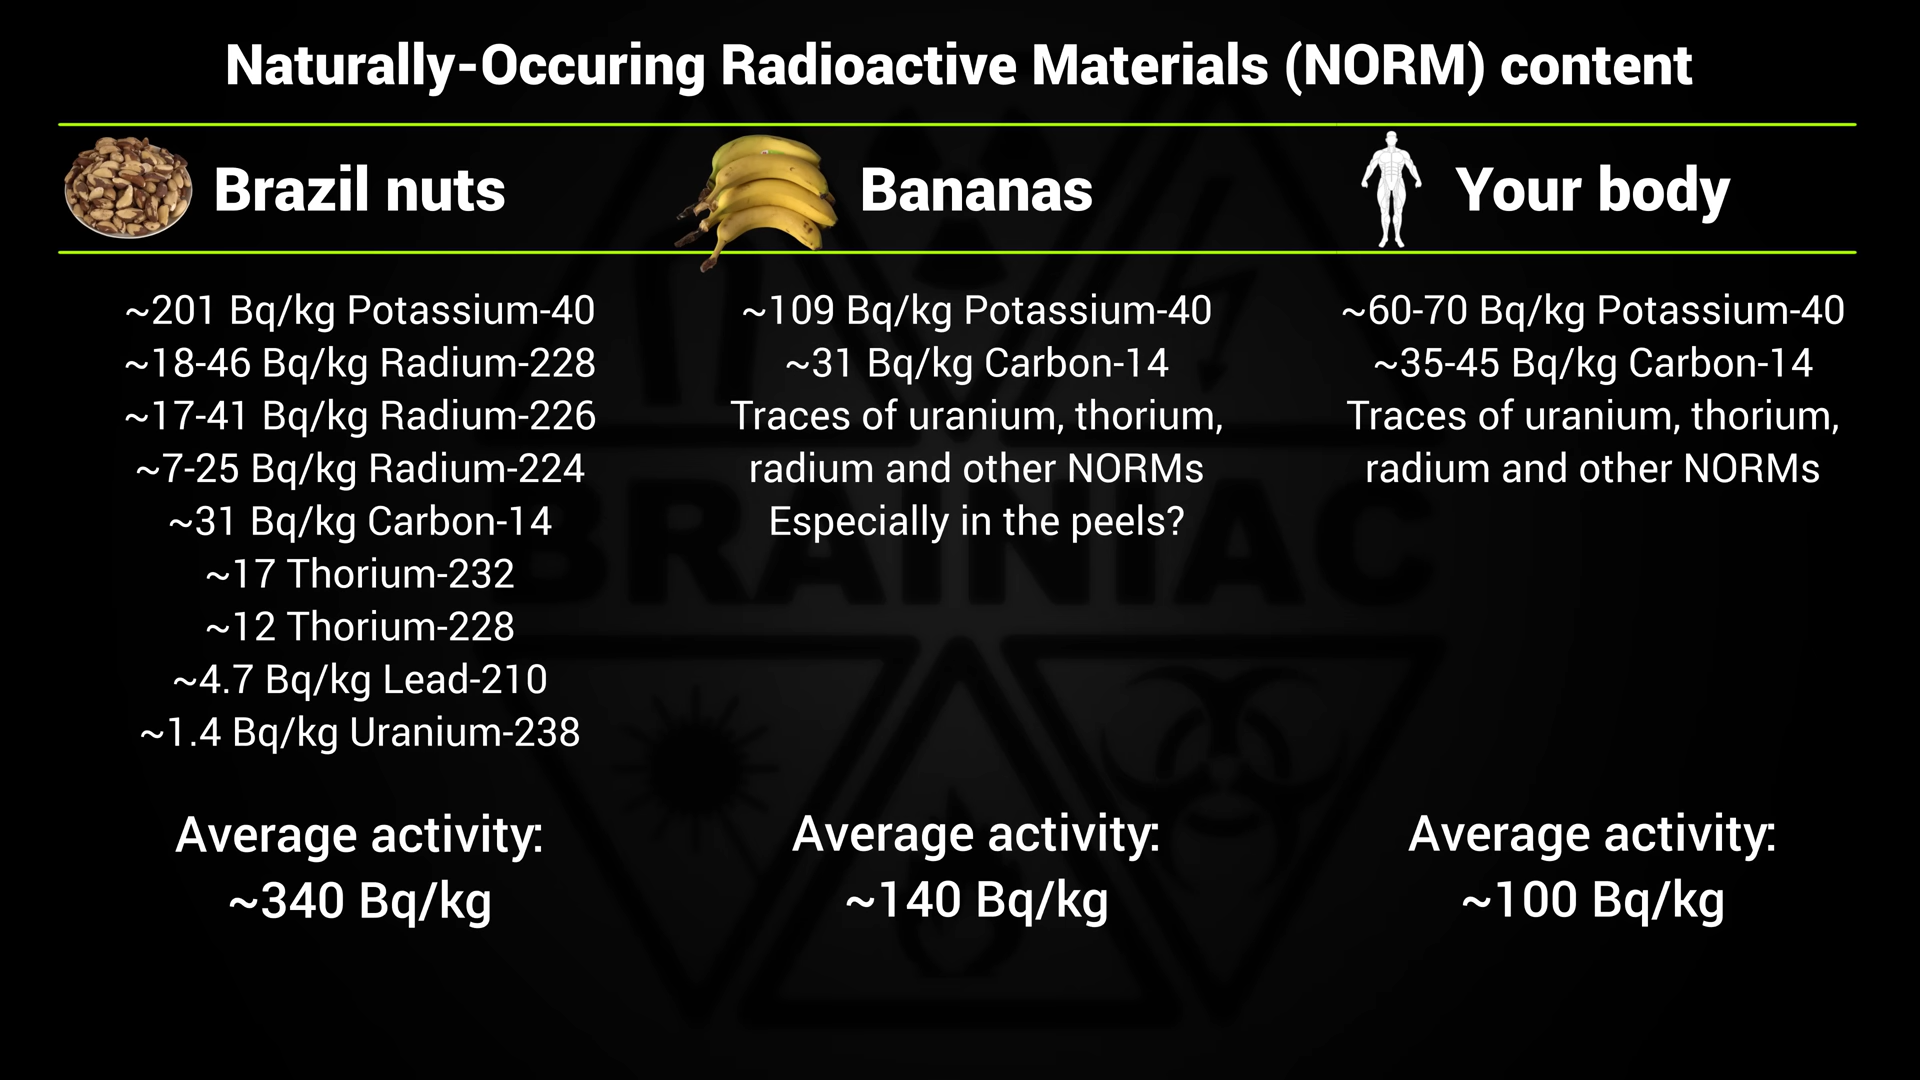 Naturally-Occuring Radioactive Materials (NORM) content
Brazil nuts
Bananas
Your body
~201 Bq/kg Potassium-40
~18-46 Bq/kg Radium-228
~17-41 Bq/kg Radium-226
~7-25 Bq/kg Radium-224
~31 Bq/kg Carbon-14
~17 Thorium-232
~12 Thorium-228
~4.7 Bq/kg Lead-210
~1.4 Bq/kg Uranium-238
Average activity:
~340 Bq/kg
~109 Bq/kg Potassium-40
~31 Bq/kg Carbon-14
Traces of uranium, thorium,
radium and other NORMs
Especially in the peels?
Average activity:
~140 Bq/kg
~60-70 Bq/kg Potassium-40
~35-45 Bq/kg Carbon-14
Traces of uranium, thorium,
radium and other NORMs
Average activity:
~100 Bq/kg
BRAINIAC